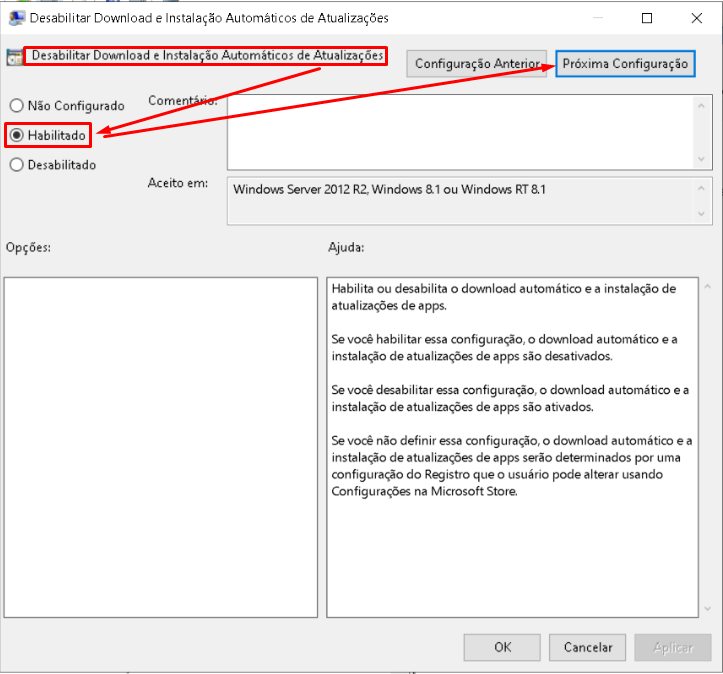 Desabilitar Download e Instalação Automáticos de Atualizações
Desabilitar Download e Instalação Automáticos de Atualizações
Configuração Anterior
Próxima Configuração
Não Configurado
Habilitado
Desabilitado
Comentário:
Aceito em:
Windows Server 2012 R2, Windows 8.1 ou Windows RT 8.1
Opções:
Ajuda:
Habilita ou desabilita o download automático e a instalação de
atualizações de apps.
Se você habilitar essa configuração, o download automático e a
instalação de atualizações de apps são desativados.
Se você desabilitar essa configuração, o download automático e a
instalação de atualizações de apps são ativados.
Se você não definir essa configuração, o download automático e a
instalação de atualizações de apps serão determinados por uma
configuração do Registro que o usuário pode alterar usando
Configurações na Microsoft Store.
OK
Cancelar
Aplicar